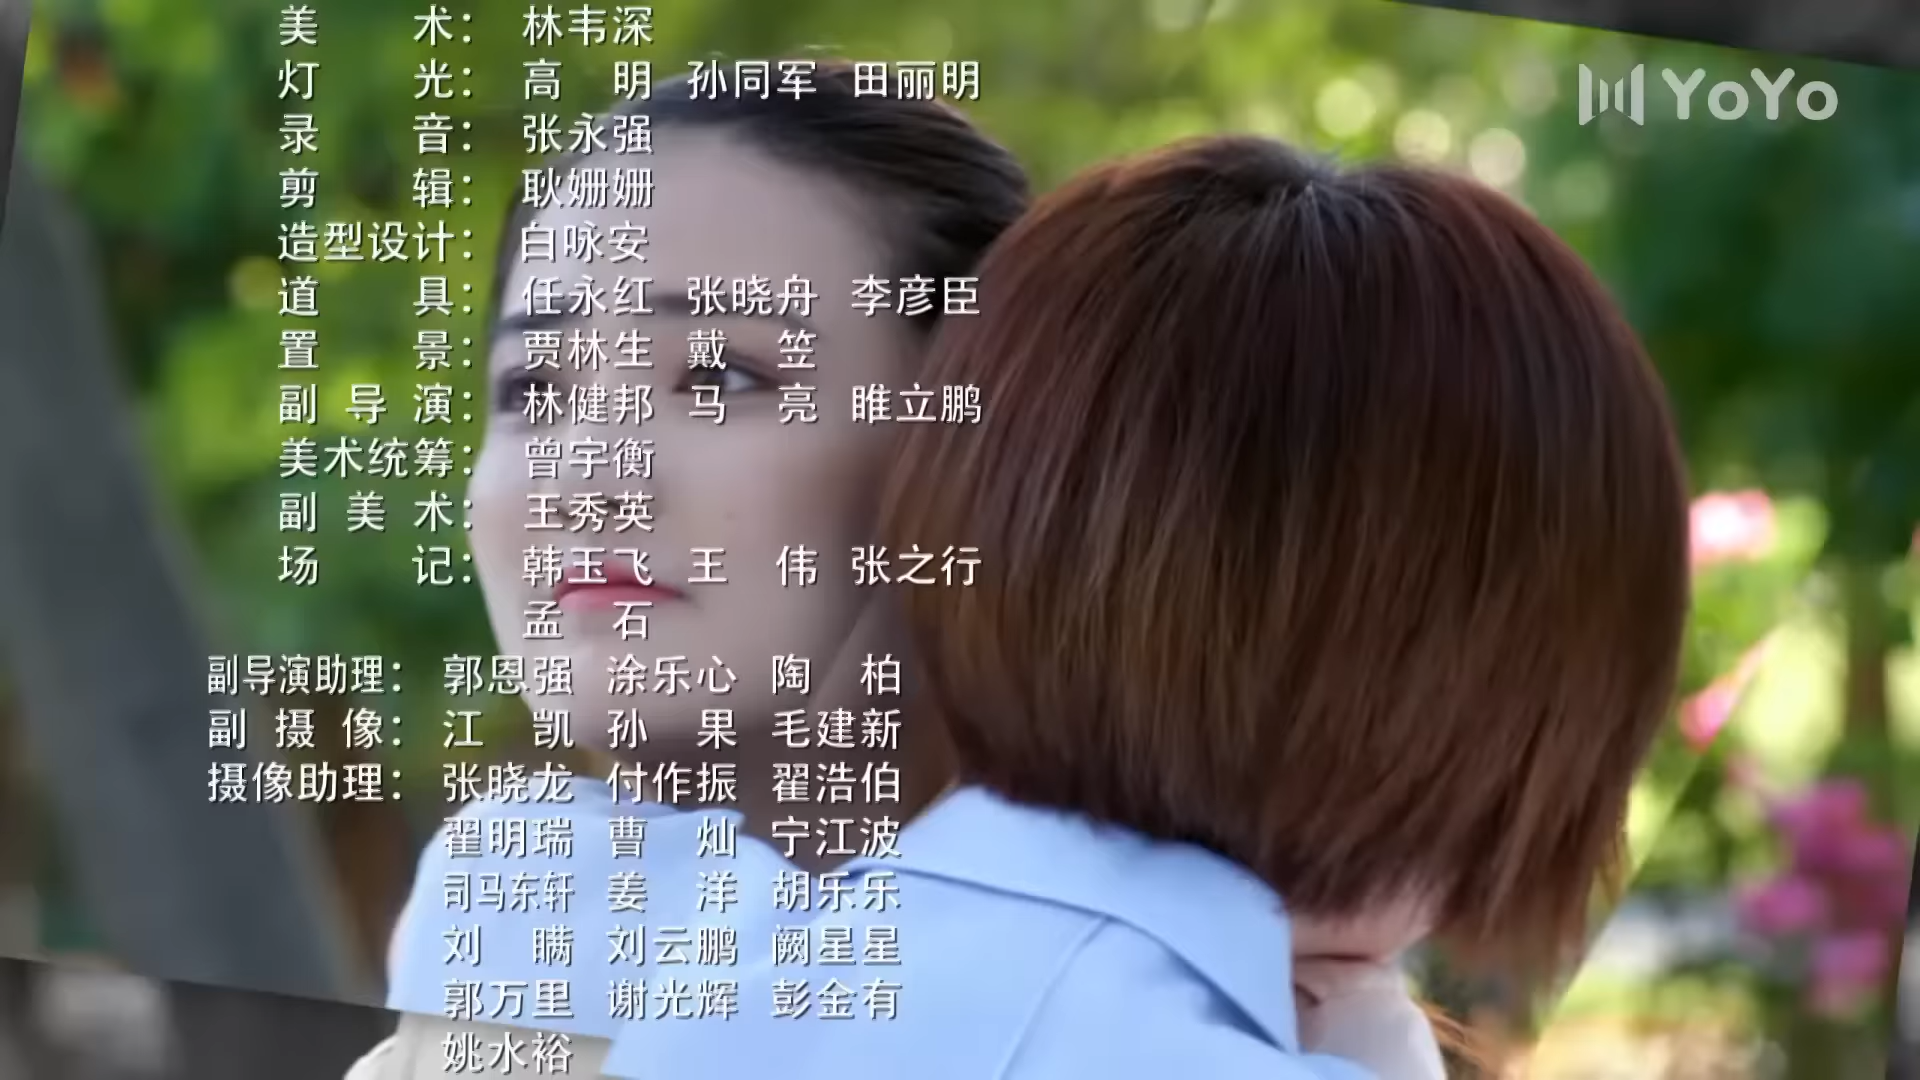 美术：林韦深
灯光：高明 孙同军 田丽明
YoYo
录音：张永强
剪辑：耿姗姗
造型设计：白咏安
道具：任永红 张晓舟 李彦臣
置景：贾林生 戴笠
副导演：林健邦 马亮 睢立鹏
美术统筹：曾宇衡
副美术：王秀英
场记：韩玉飞 王伟 张之行
孟石
副导演助理：郭恩强 涂乐心 陶柏
副摄像：江凯 孙果 毛建新
摄像助理：张晓龙 付作振 翟浩伯
翟明瑞 曹灿 宁江波
司马东轩 姜洋 胡乐乐
刘瞒 刘云鹏 阙星星
郭万里 谢光辉 彭金有
姚水裕